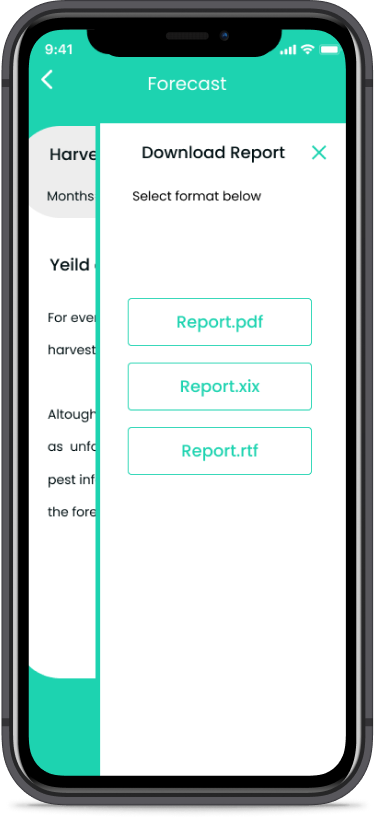 9:41
Forecast
Harve
Months
Yeild
For ever
harvest
Altough
as unfo
pest inf
the fore
Download Report
Select format below
Report.pdf
Report.xix
Report.rtf